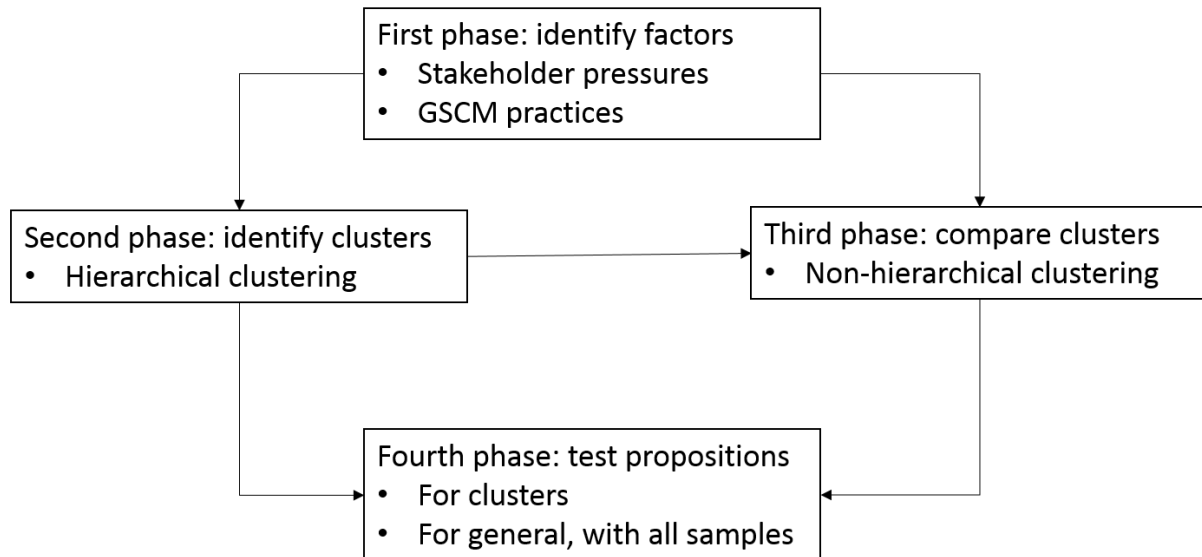 First phase: identify factors
• Stakeholder pressures
• GSCM practices
Second phase: identify clusters
• Hierarchical clustering
Third phase: compare clusters
• Non-hierarchical clustering
Fourth phase: test propositions
• For clusters
• For general, with all samples